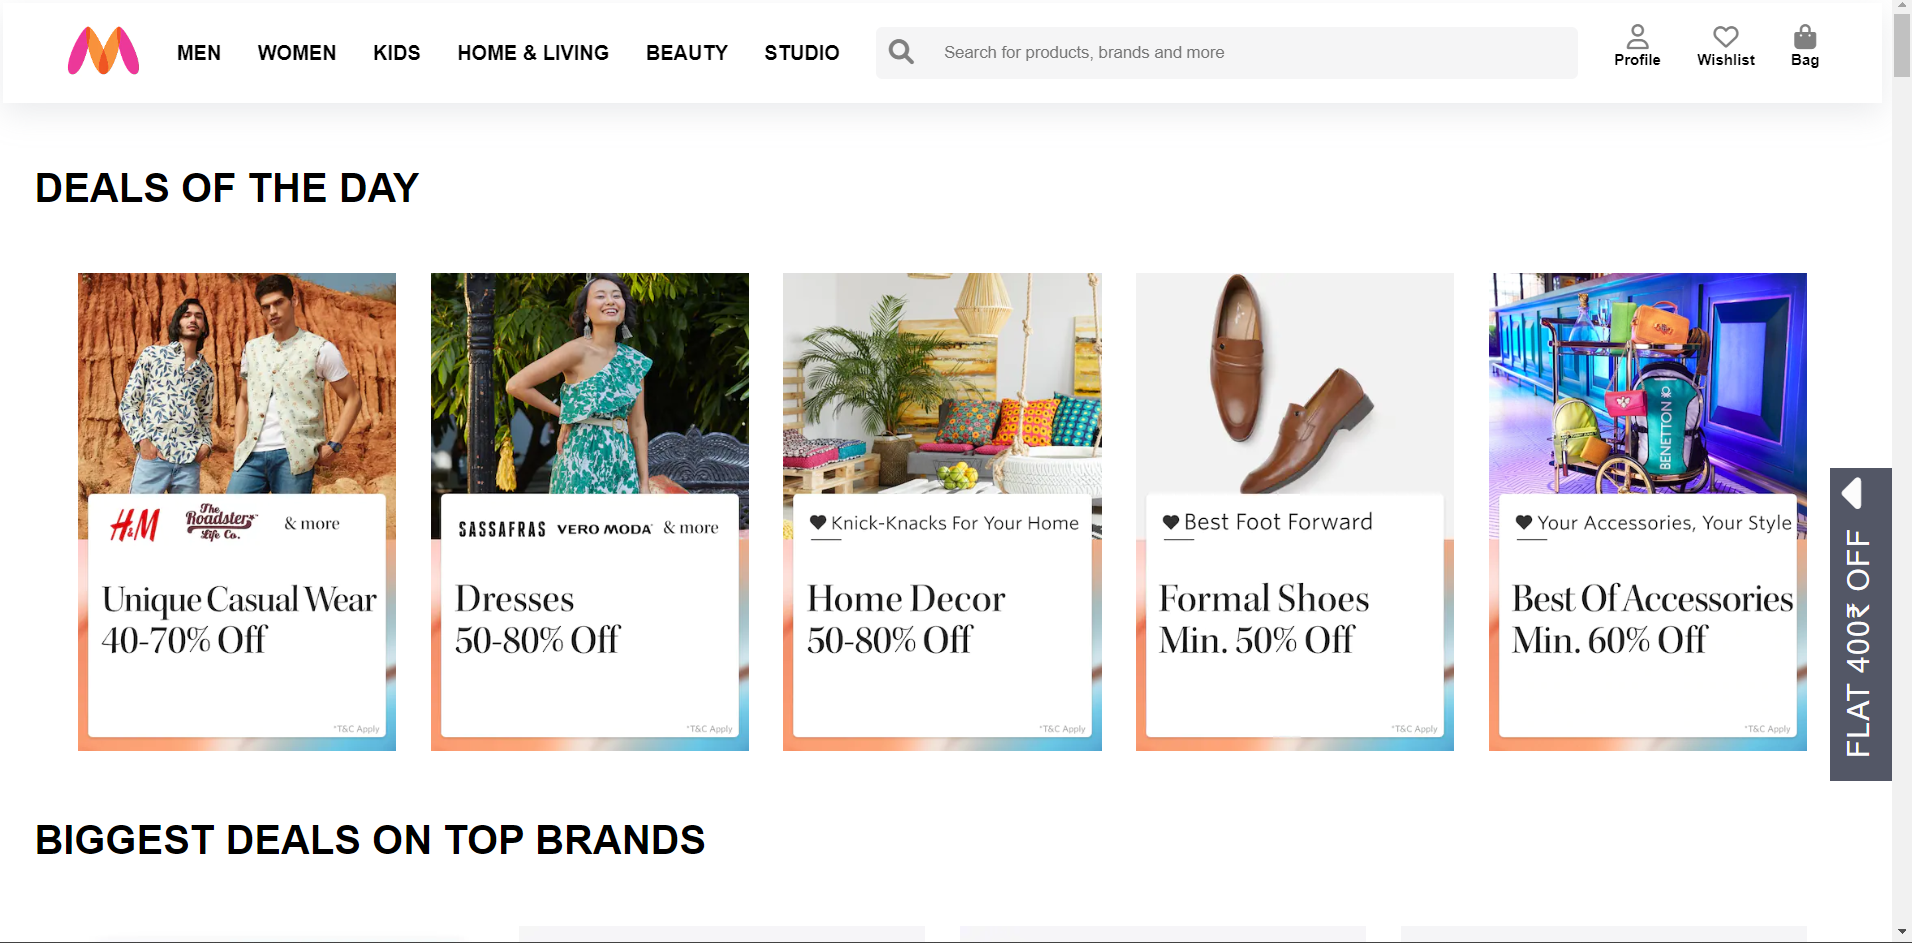 MEN WOMEN KIDS HOME & LIVING BEAUTY STUDIO Search for products, brands and more Profile Wishlist Bag
DEALS OF THE DAY
H&M The Roadster Life Co. & more
Unique Casual Wear
40-70% Off
*T&C Apply
SASSAFRAS VERO MODA & more
Dresses
50-80% Off
*T&C Apply
Knick-Knacks For Your Home
Home Decor
50-80% Off
*T&C Apply
Best Foot Forward
Formal Shoes
Min. 50% Off
*T&C Apply
BENETTON
Your Accessories, Your Style
Best Of Accessories
Min. 60% Off
*T&C Apply
FLAT 400₹ OFF
BIGGEST DEALS ON TOP BRANDS